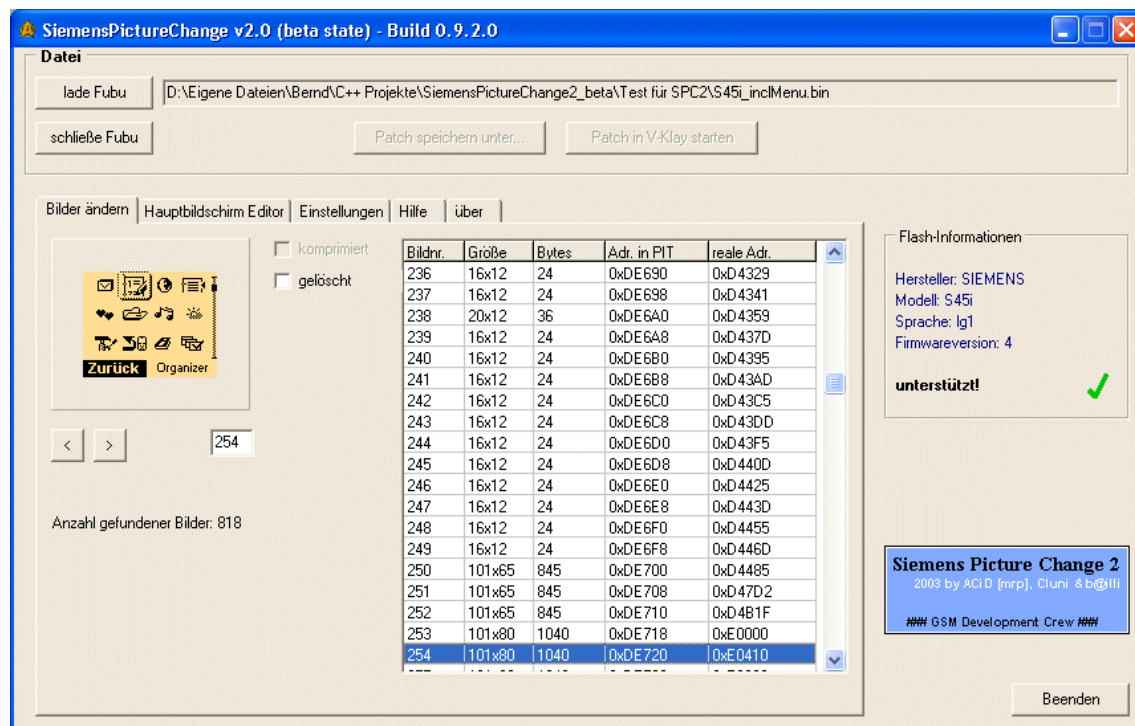 SiemensPictureChange v2.0 (beta state) - Build 0.9.2.0
Datei
lade Fubu
D:\Eigene Dateien\Bernd\C++ Projekte\SiemensPictureChange2_beta\Test für SPC2\S45i_inclMenu.bin
schließe Fubu
Patch speichern unter...
Patch in V-Klay starten
Bilder ändern Hauptbildschirm Editor Einstellungen Hilfe über
Zurück Organizer
komprimiert
gelöscht
< > 254
Anzahl gefundener Bilder: 818
Bildnr. Größe Bytes Adr. in PIT reale Adr.
236 16x12 24 0xDE690 0xD4329
237 16x12 24 0xDE698 0xD4341
238 20x12 36 0xDE6A0 0xD4359
239 16x12 24 0xDE6A8 0xD437D
240 16x12 24 0xDE6B0 0xD4395
241 16x12 24 0xDE6B8 0xD43AD
242 16x12 24 0xDE6C0 0xD43C5
243 16x12 24 0xDE6C8 0xD43DD
244 16x12 24 0xDE6D0 0xD43F5
245 16x12 24 0xDE6D8 0xD440D
246 16x12 24 0xDE6E0 0xD4425
247 16x12 24 0xDE6E8 0xD443D
248 16x12 24 0xDE6F0 0xD4455
249 16x12 24 0xDE6F8 0xD446D
250 101x65 845 0xDE700 0xD4485
251 101x65 845 0xDE708 0xD47D2
252 101x65 845 0xDE710 0xD4B1F
253 101x80 1040 0xDE718 0xE0000
254 101x80 1040 0xDE720 0xE0410
Flash-Informationen
Hersteller: SIEMENS
Modell: S45i
Sprache: lg1
Firmwareversion: 4
unterstützt!
Siemens Picture Change 2
2003 by ACiD [mrp], Cluni & b@illi
### GSM Development Crew ###
Beenden